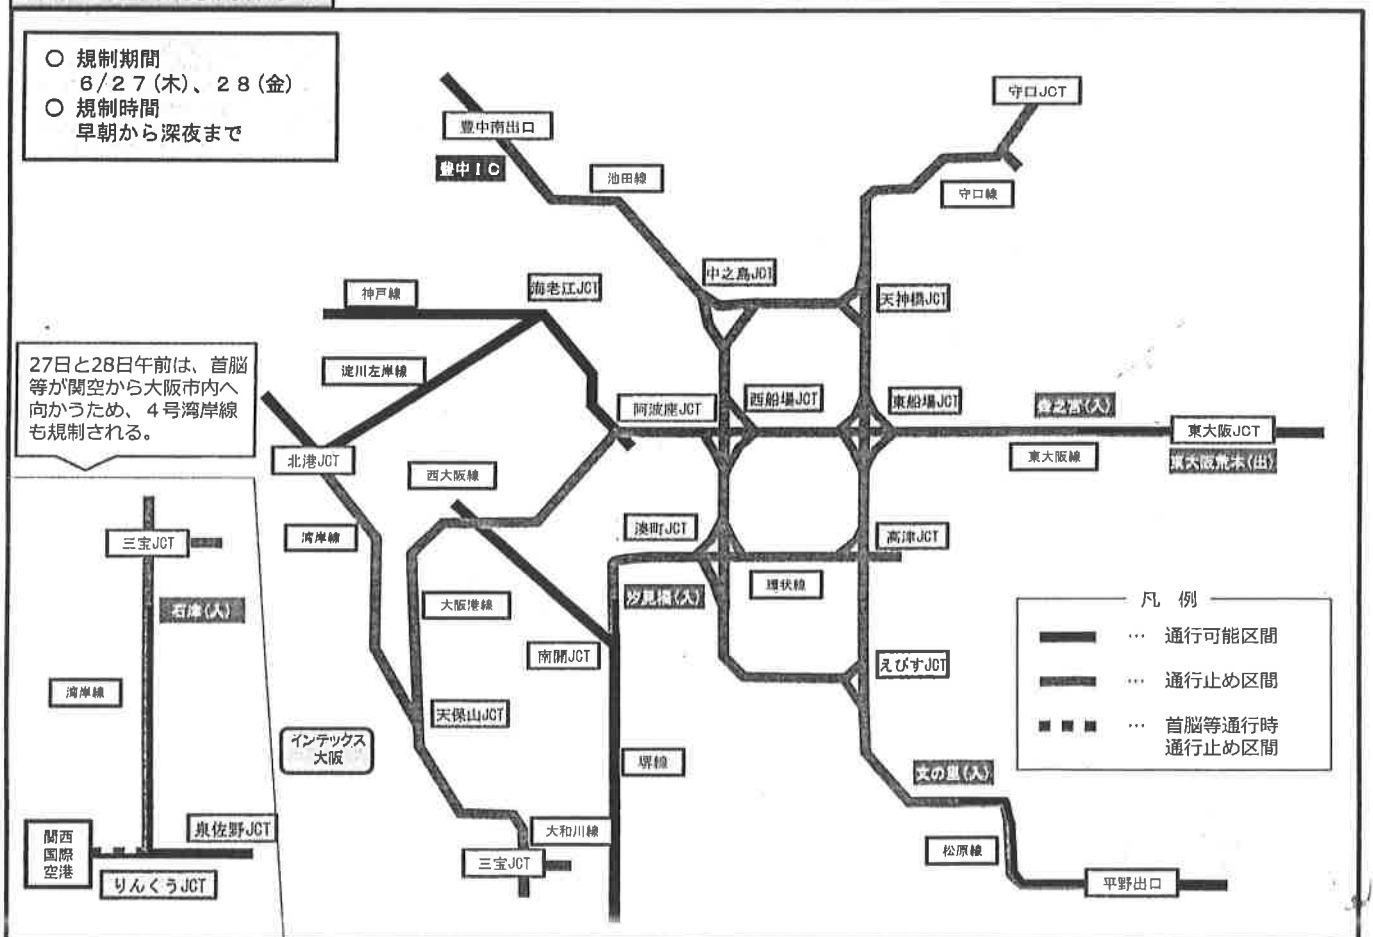 ○ 規制期間
6/27(木)、28(金)
○ 規制時間
早朝から深夜まで
守口JCT
豊中南出口
豊中IC
池田線
守口線
中之島JCT
天神橋JCT
神戸線
海老江JCT
27日と28日午前は、首脳
等が関空から大阪市内へ
向かうため、4号湾岸線
も規制される。
淀川左岸線
阿波座JCT
西船場JCT
東船場JCT
森之宮(入)
東大阪JCT
東大阪線
東大阪荒本(出)
北港JCT
西大阪線
湾岸線
湊町JCT
高津JCT
三宝JCT
環状線
石津(入)
大阪港線
汐見橋(入)
凡 例
… 通行可能区間
… 通行止め区間
… 首脳等通行時
通行止め区間
南開JCT
えびすJCT
湾岸線
天保山JCT
インテックス
大阪
堺線
文の里(入)
関西
国際
空港
泉佐野JCT
りんくうJCT
大和川線
三宝JCT
松原線
平野出口